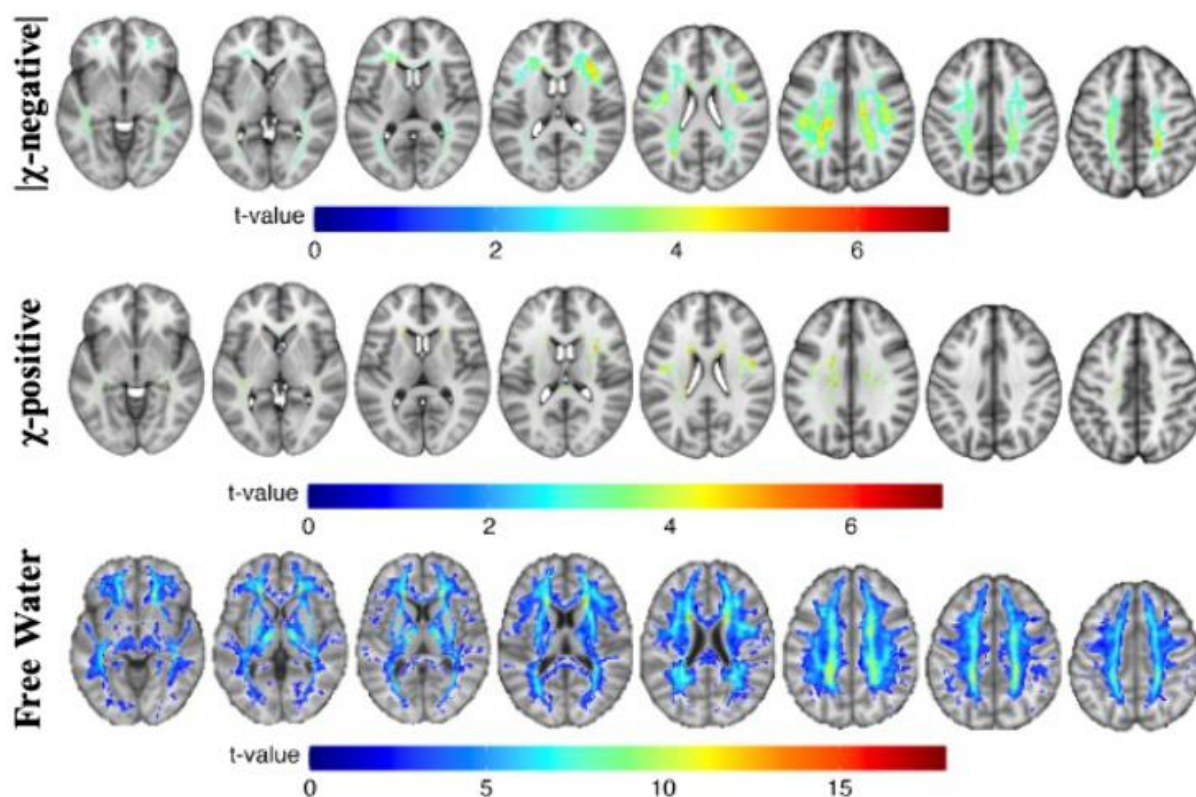 |χ-negative|
t-value
0 2 4 6
χ-positive
t-value
0 2 4 6
Free Water
t-value
0 5 10 15